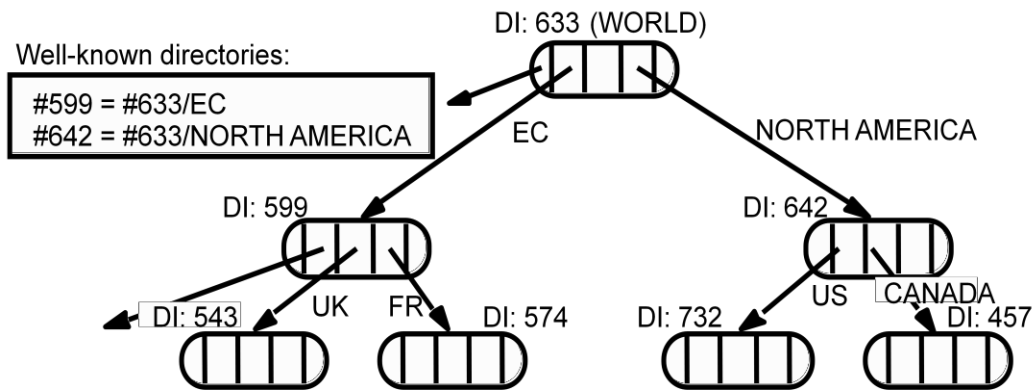 DI: 633 (WORLD)
Well-known directories:
#599 = #633/EC
#642 = #633/NORTH AMERICA
EC
NORTH AMERICA
DI: 599
DI: 642
UK
FR
US
CANADA
DI: 543
DI: 574
DI: 732
DI: 457